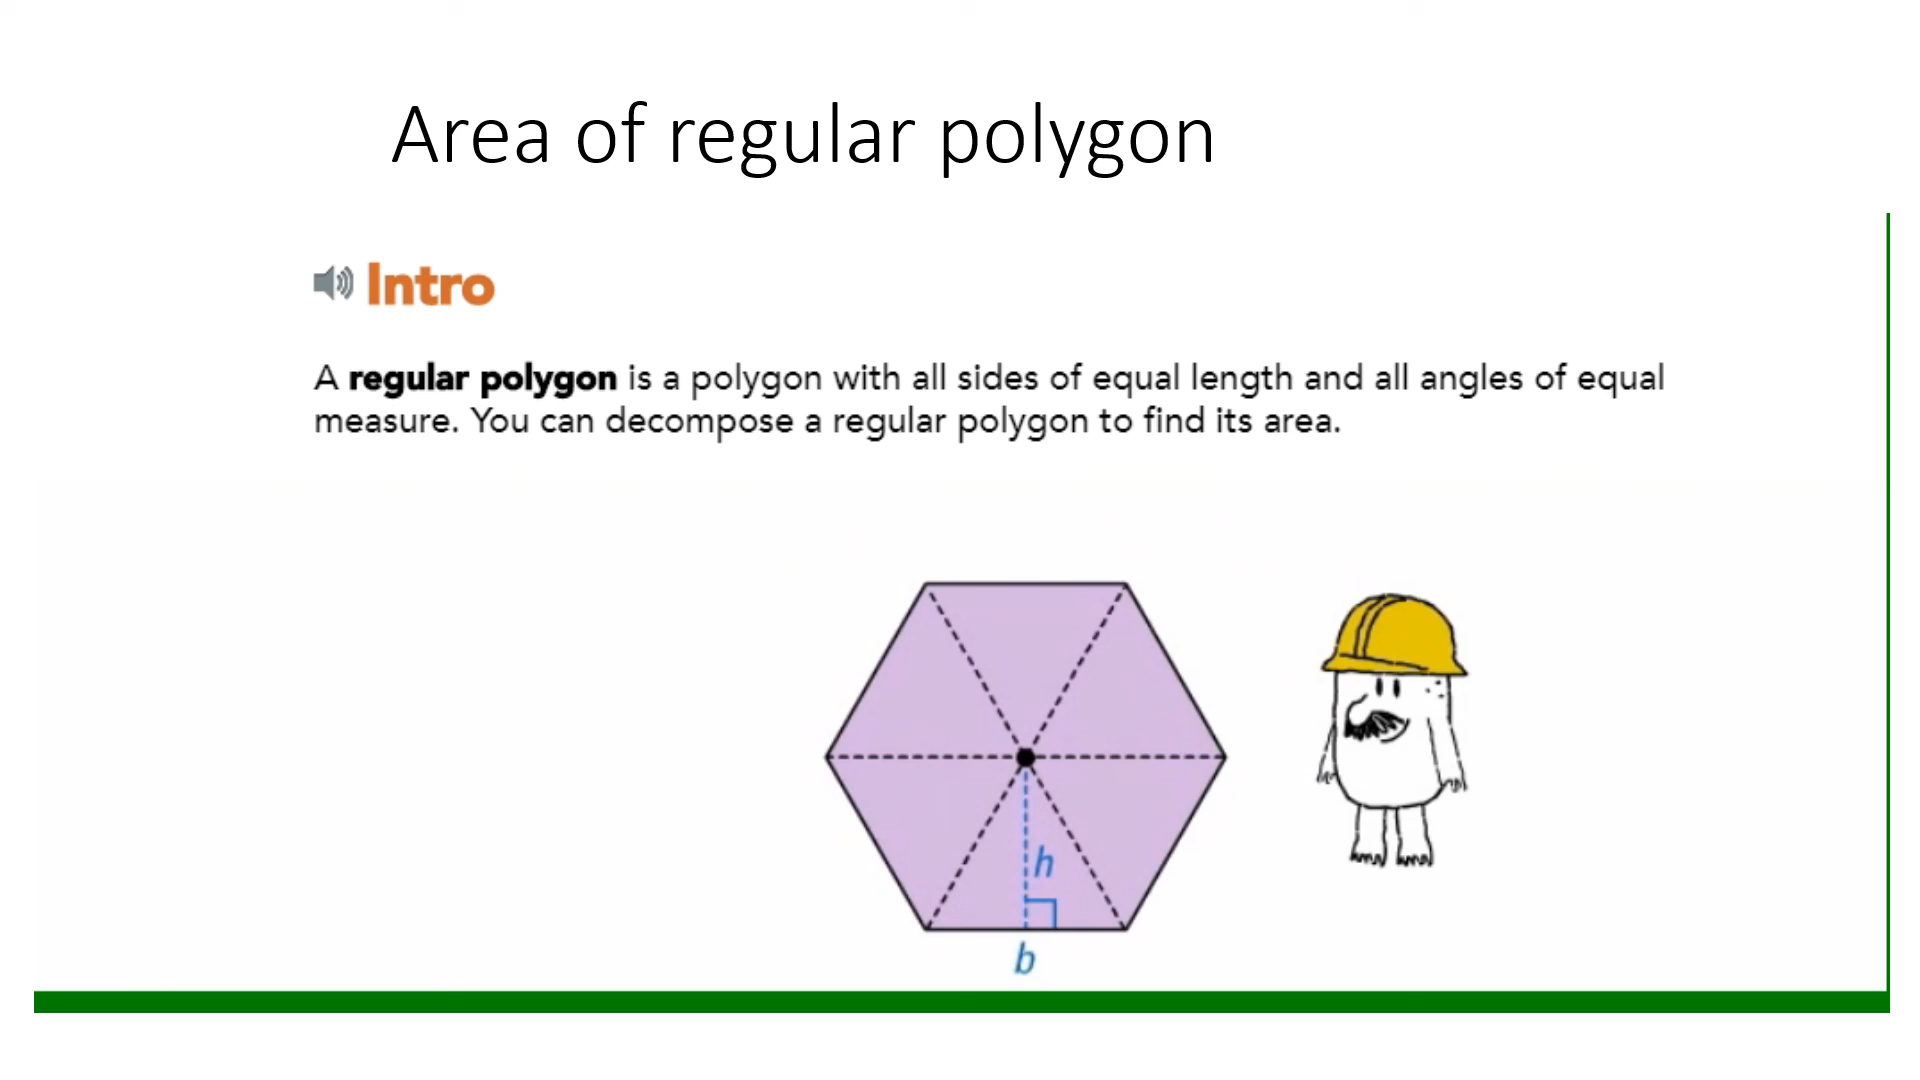 Area of regular polygon
Intro
A regular polygon is a polygon with all sides of equal length and all angles of equal
measure. You can decompose a regular polygon to find its area.
h
b